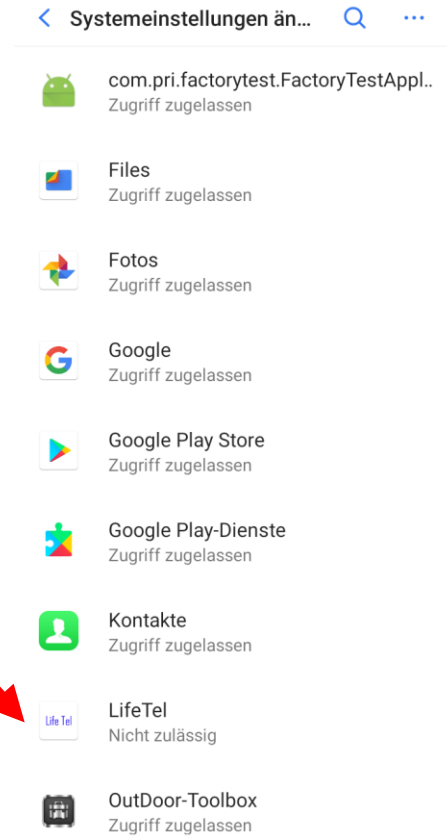 Systemeinstellungen än...
com.pri.factorytest.FactoryTestAppl..
Zugriff zugelassen
Files
Zugriff zugelassen
Fotos
Zugriff zugelassen
Google
Zugriff zugelassen
Google Play Store
Zugriff zugelassen
Google Play-Dienste
Zugriff zugelassen
Kontakte
Zugriff zugelassen
Life Tel
LifeTel
Nicht zulässig
OutDoor-Toolbox
Zugriff zugelassen